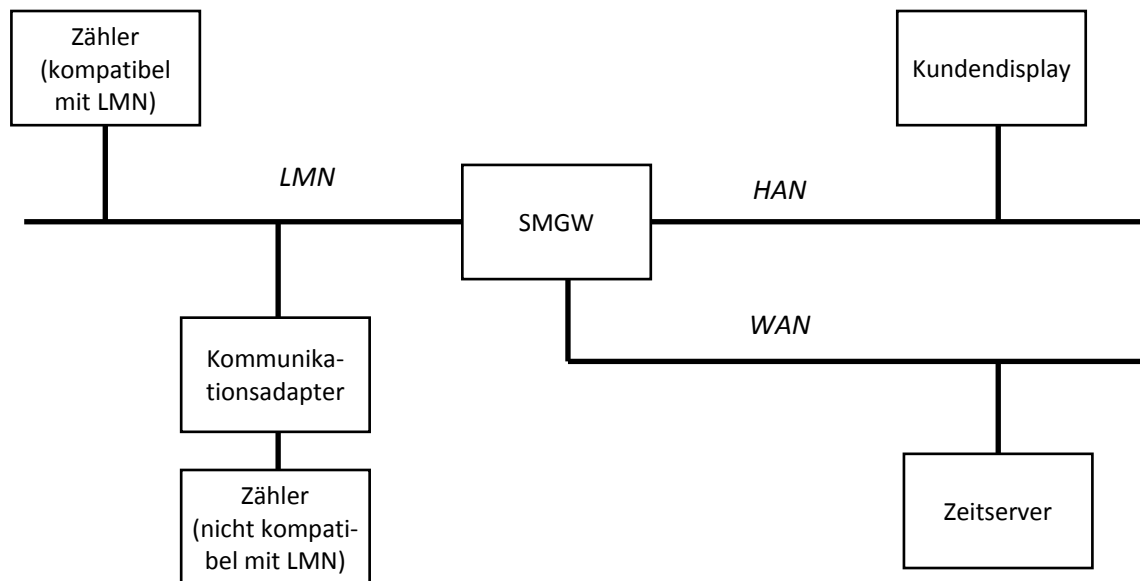 Zähler
(kompatibel
mit LMN)
Kundendisplay
LMN
SMGW
HAN
WAN
Kommunika-
tionsadapter
Zähler
(nicht kompati-
bel mit LMN)
Zeitserver